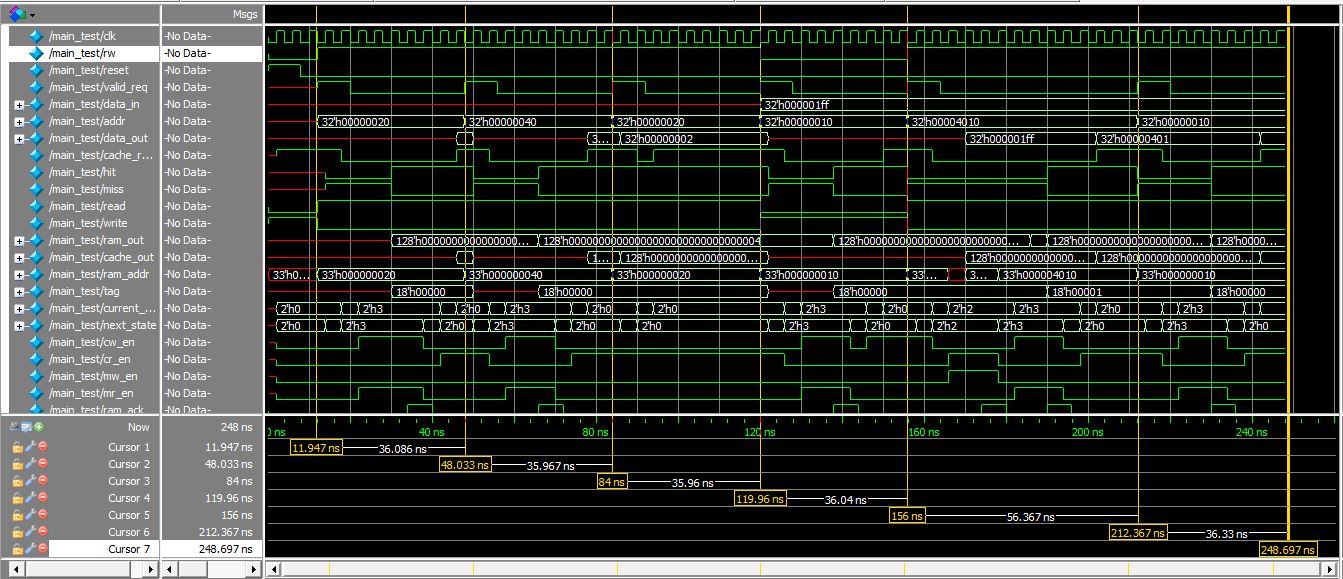 Msgs
/main_test/clk -No Data-
/main_test/rw -No Data-
/main_test/reset -No Data-
/main_test/valid_req -No Data-
/main_test/data_in -No Data- 32'h000001ff
/main_test/addr -No Data- 32'h00000020 32'h00000040 32'h00000020 32'h00000010 32'h00004010 32'h00000010
/main_test/data_out -No Data- 3... 32'h00000002 32'h000001ff 32'h00000401
/main_test/cache_r... -No Data-
/main_test/hit -No Data-
/main_test/miss -No Data-
/main_test/read -No Data-
/main_test/write -No Data-
/main_test/ram_out -No Data- 128'h0000000000000000... 128'h00000000000000000000000000000004 128'h00000000000000000000000... 128'h0000000000000000... 128'h000...
/main_test/cache_out -No Data- 1... 128'h0000000000000000... 128'h000000000000... 128'h0000000000000000...
/main_test/ram_addr -No Data- 33'h0... 33'h000000020 33'h000000040 33'h000000020 33'h000000010 33'... 3... 33'h000004010 33'h000000010
/main_test/tag -No Data- 18'h00000 18'h00000 18'h00000 18'h00001 18'h00000
/main_test/current_... -No Data- 2'h0 2'h3 2'h0 2'h3 2'h0 2'h0 2'h3 2'h0 2'h2 2'h3 2'h0 2'h3 2'h0
/main_test/next_state -No Data- 2'h0 2'h3 2'h0 2'h3 2'h0 2'h0 2'h3 2'h0 2'h2 2'h3 2'h0 2'h3 2'h0
/main_test/cw_en -No Data-
/main_test/cr_en -No Data-
/main_test/mw_en -No Data-
/main_test/mr_en -No Data-
/main_test/ram_ack -No Data-
Now 248 ns 40 ns 80 ns 120 ns 160 ns 200 ns 240 ns
Cursor 1 11.947 ns 11.947 ns 36.086 ns
Cursor 2 48.033 ns 48.033 ns 35.967 ns
Cursor 3 84 ns 84 ns 35.96 ns
Cursor 4 119.96 ns 119.96 ns 36.04 ns
Cursor 5 156 ns 156 ns 56.367 ns
Cursor 6 212.367 ns 212.367 ns 36.33 ns
Cursor 7 248.697 ns 248.697 ns